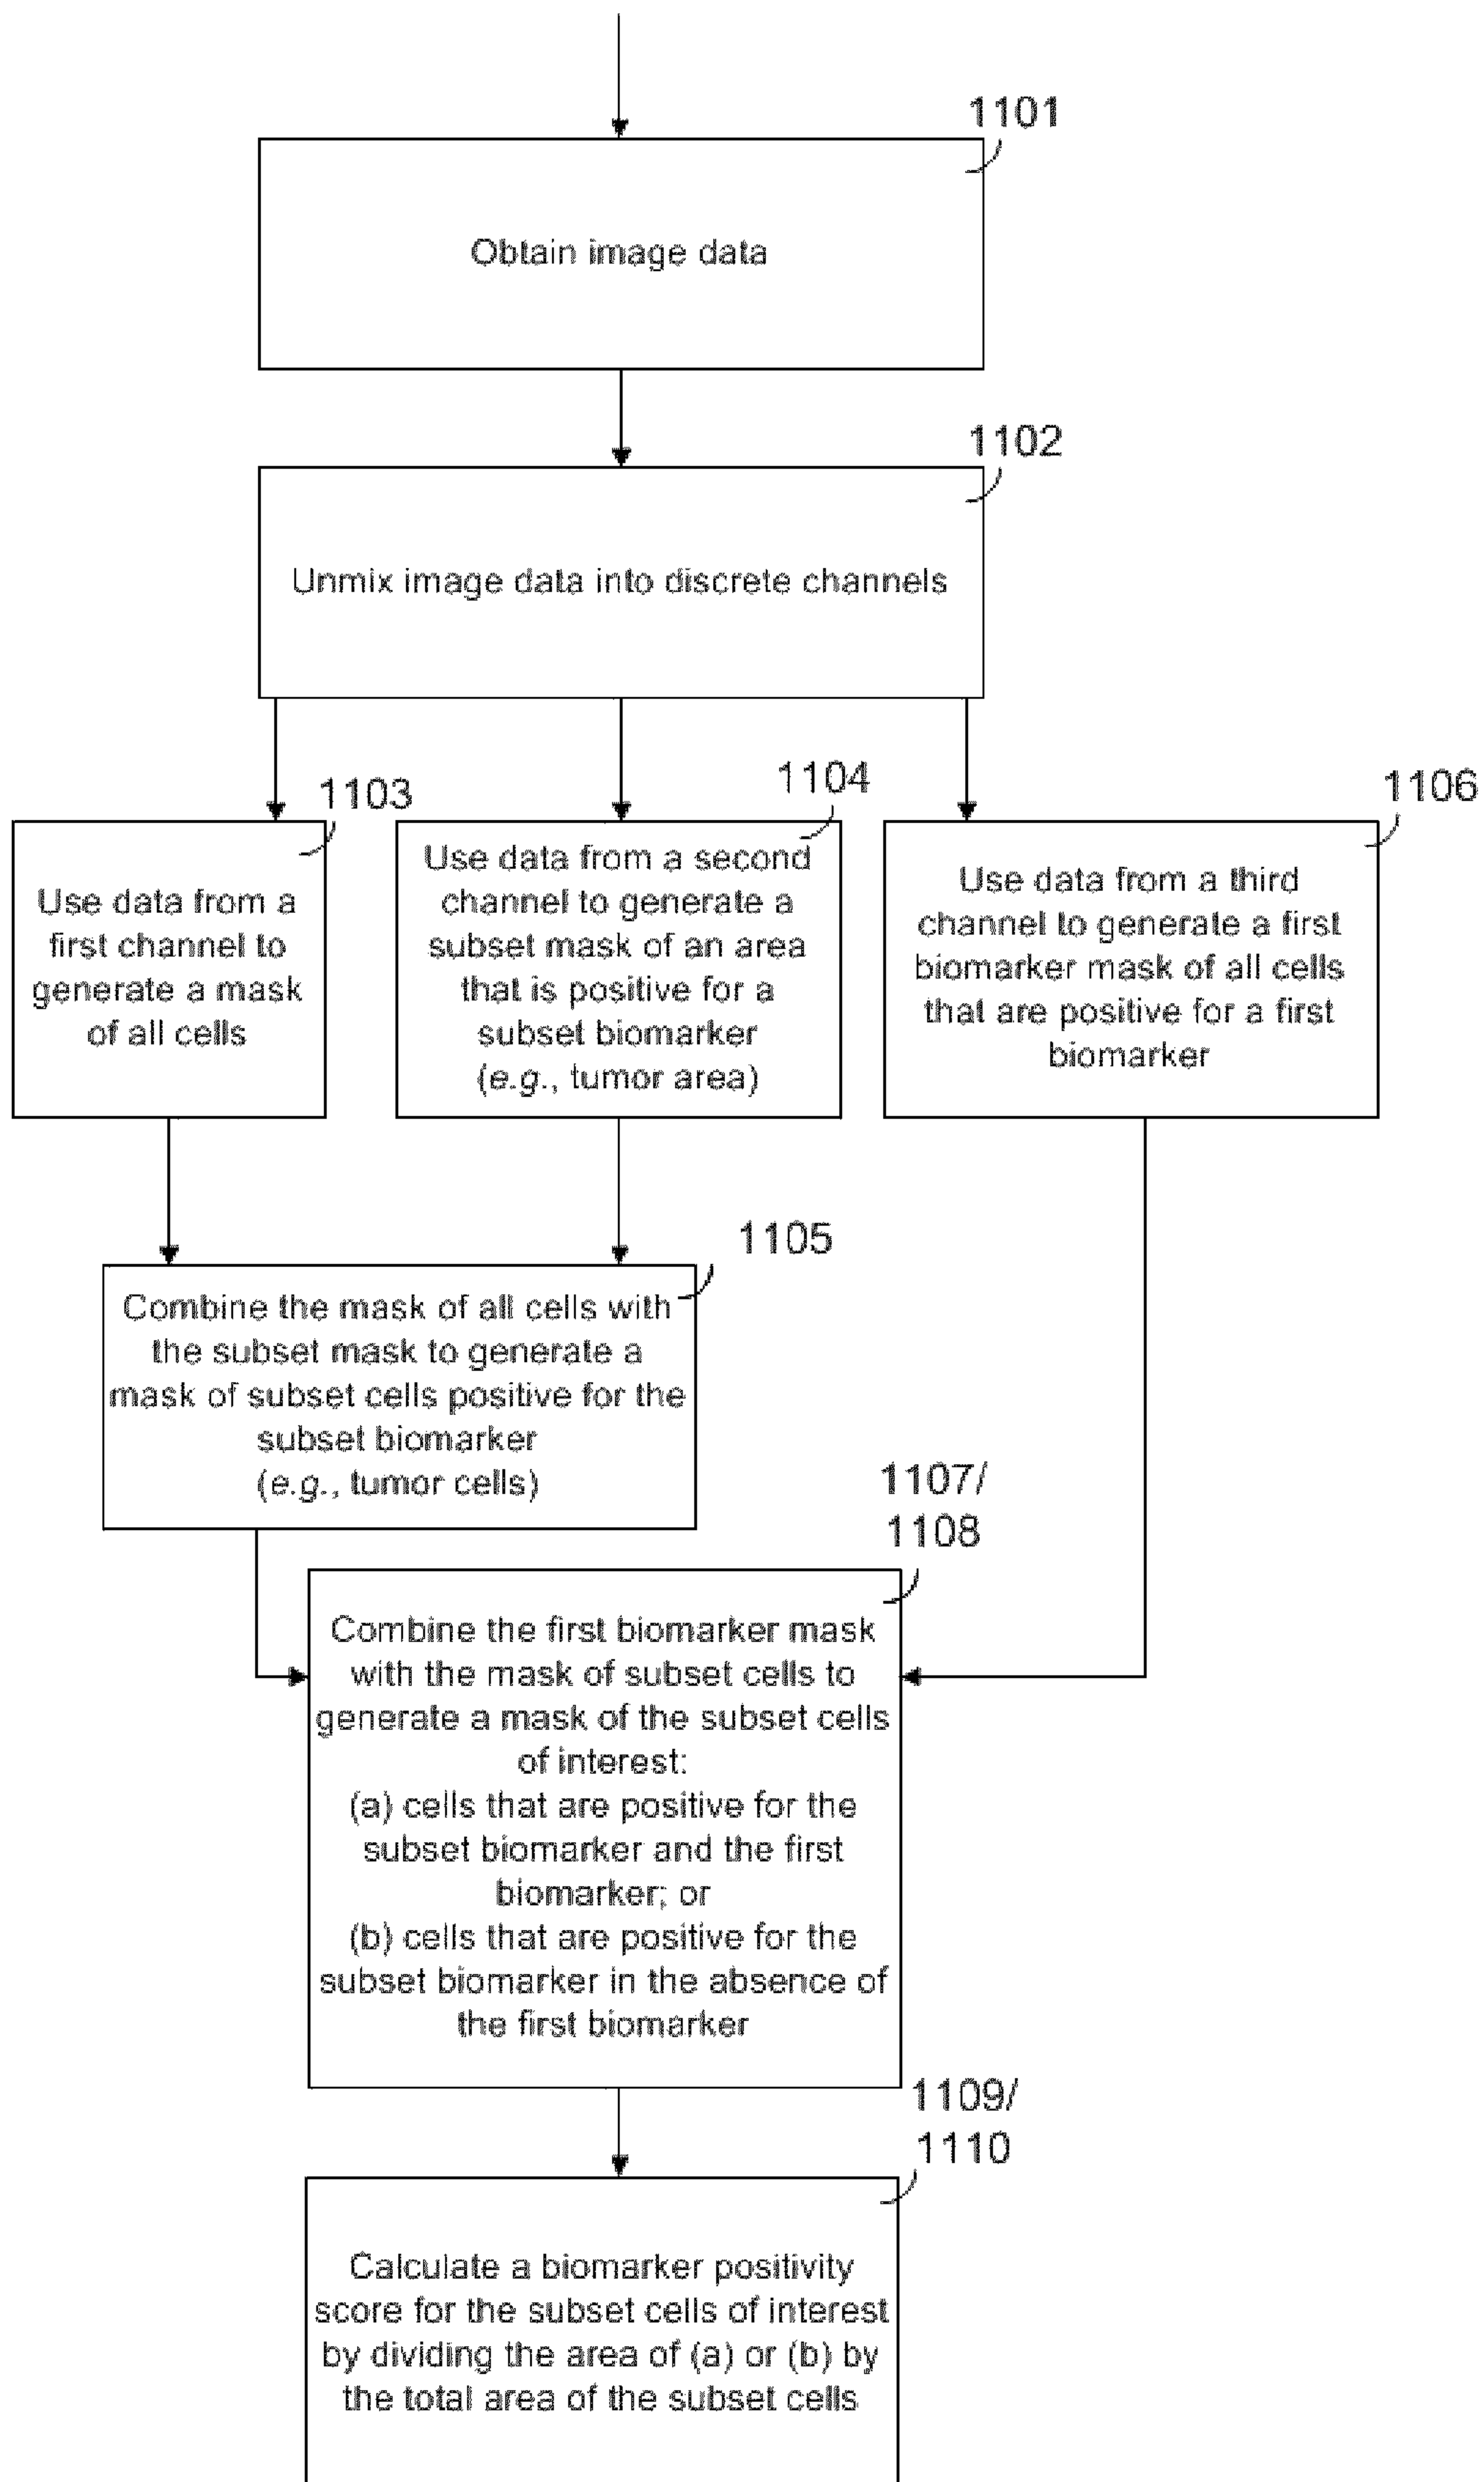 1101
Obtain image data
1102
Unmix image data into discrete channels
1103
Use data from a
first channel to
generate a mask
of all cells
1104
Use data from a second
channel to generate a
subset mask of an area
that is positive for a
subset biomarker
(e.g., tumor area)
1106
Use data from a third
channel to generate a first
biomarker mask of all cells
that are positive for a first
biomarker
1105
Combine the mask of all cells with
the subset mask to generate a
mask of subset cells positive for the
subset biomarker
(e.g., tumor cells)
1107/
1108
Combine the first biomarker mask
with the mask of subset cells to
generate a mask of the subset cells
of interest:
(a) cells that are positive for the
subset biomarker and the first
biomarker; or
(b) cells that are positive for the
subset biomarker in the absence of
the first biomarker
1109/
1110
Calculate a biomarker positivity
score for the subset cells of interest
by dividing the area of (a) or (b) by
the total area of the subset cells